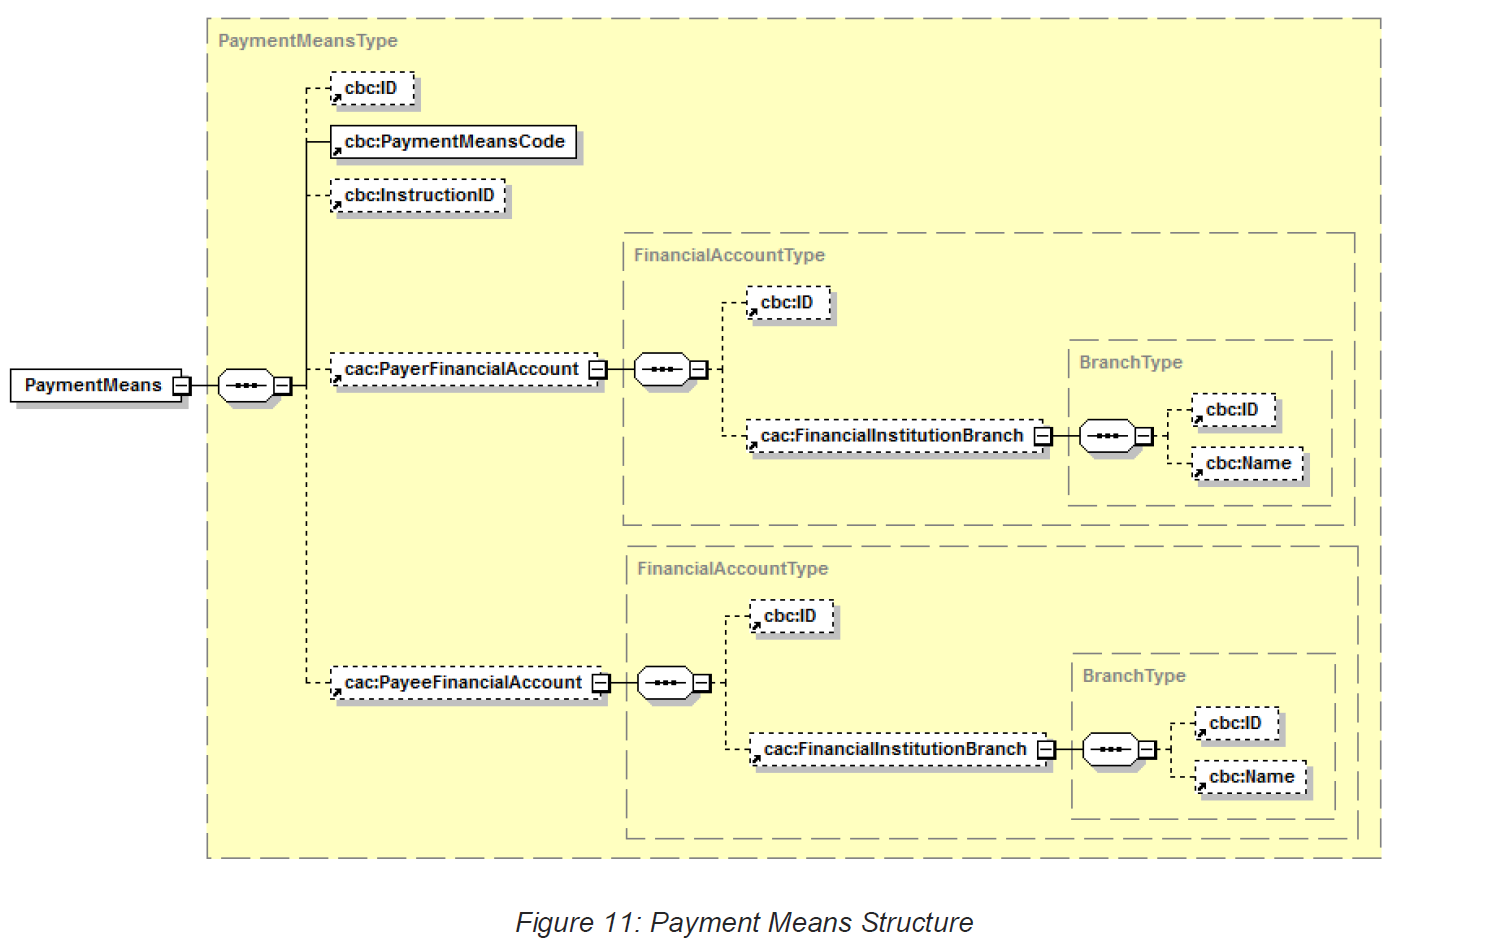 PaymentMeansType
cbc:ID
cbc:PaymentMeansCode
cbc:InstructionID
FinancialAccountType
cbc:ID
BranchType
PaymentMeans
cac:PayerFinancialAccount
cbc:ID
cac:FinancialInstitutionBranch
cbc:Name
FinancialAccountType
cbc:ID
BranchType
cac:PayeeFinancialAccount
cbc:ID
cac:FinancialInstitutionBranch
cbc:Name
Figure 11: Payment Means Structure